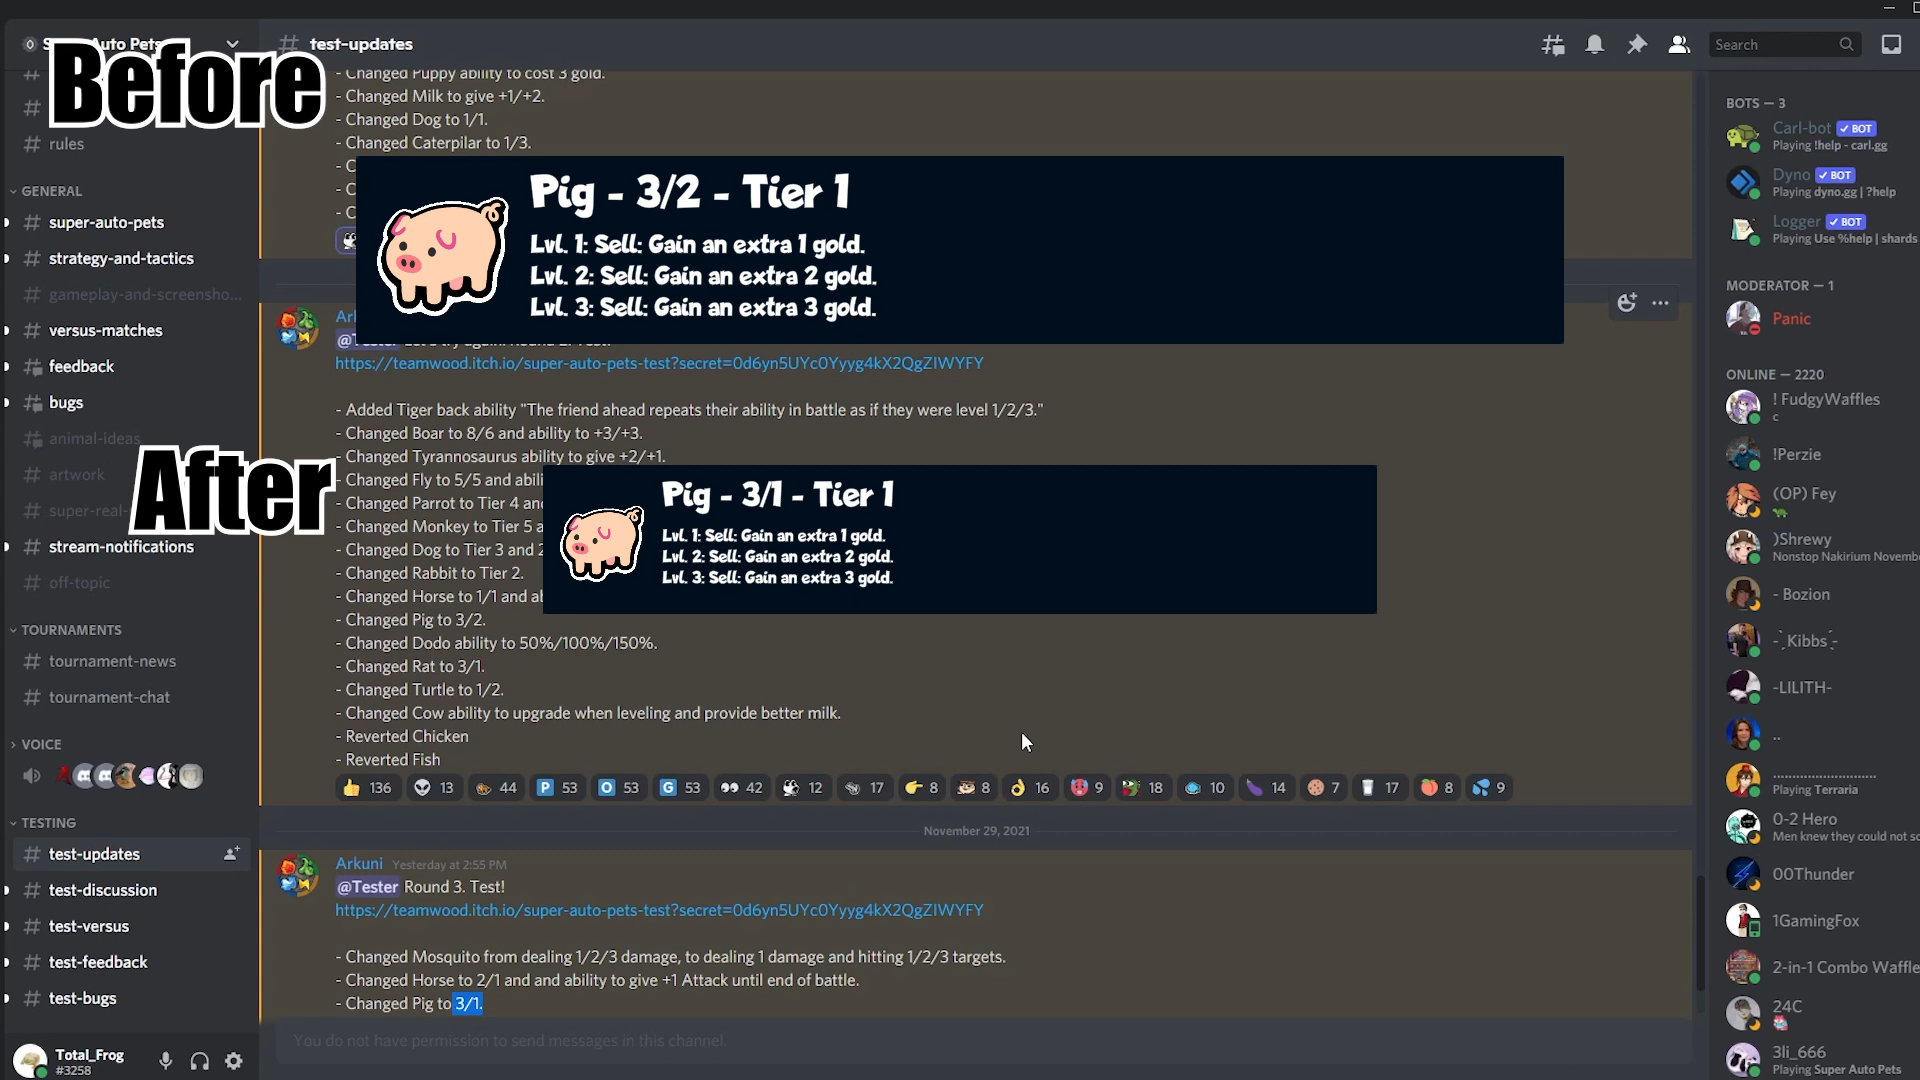 Before
After
Super Auto Pets
test-updates
Search
rules
GENERAL
super-auto-pets
strategy-and-tactics
gameplay-and-screensho...
versus-matches
feedback
bugs
animal-ideas
artwork
super-real-
stream-notifications
off-topic
TOURNAMENTS
tournament-news
tournament-chat
VOICE
TESTING
test-updates
test-discussion
test-versus
test-feedback
test-bugs
Total_Frog
#3258
- Changed Puppy ability to cost 3 gold.
- Changed Milk to give +1/+2.
- Changed Dog to 1/1.
- Changed Caterpilar to 1/3.
Pig - 3/2 - Tier 1
Lvl. 1: Sell: Gain an extra 1 gold.
Lvl. 2: Sell: Gain an extra 2 gold.
Lvl. 3: Sell: Gain an extra 3 gold.
https://teamwood.itch.io/super-auto-pets-test?secret=0d6yn5UYc0Yyyg4kX2QgZIWYFY
- Added Tiger back ability "The friend ahead repeats their ability in battle as if they were level 1/2/3."
- Changed Boar to 8/6 and ability to +3/+3.
- Changed Tyrannosaurus ability to give +2/+1.
- Changed Fly to 5/5 and abili
- Changed Parrot to Tier 4 and
- Changed Monkey to Tier 5 a
- Changed Dog to Tier 3 and 2
- Changed Rabbit to Tier 2.
- Changed Horse to 1/1 and ab
- Changed Pig to 3/2.
- Changed Dodo ability to 50%/100%/150%.
- Changed Rat to 3/1.
- Changed Turtle to 1/2.
- Changed Cow ability to upgrade when leveling and provide better milk.
- Reverted Chicken
- Reverted Fish
Pig - 3/1 - Tier 1
Lvl. 1: Sell: Gain an extra 1 gold.
Lvl. 2: Sell: Gain an extra 2 gold.
Lvl. 3: Sell: Gain an extra 3 gold.
136 13 44 P 53 O 53 G 53 42 12 17 8 8 16 9 18 10 14 7 17 8 9
November 29, 2021
Arkuni Yesterday at 2:55 PM
@Tester Round 3. Test!
https://teamwood.itch.io/super-auto-pets-test?secret=0d6yn5UYc0Yyyg4kX2QgZIWYFY
- Changed Mosquito from dealing 1/2/3 damage, to dealing 1 damage and hitting 1/2/3 targets.
- Changed Horse to 2/1 and and ability to give +1 Attack until end of battle.
- Changed Pig to 3/1.
You do not have permission to send messages in this channel.
BOTS — 3
Carl-bot BOT
Playing !help - carl.gg
Dyno BOT
Playing dyno.gg | ?help
Logger BOT
Playing Use %help | shards
MODERATOR — 1
Panic
ONLINE — 2220
! FudgyWaffles
c
!Perzie
(OP) Fey
)Shrewy
Nonstop Nakirium Novembe
- Bozion
-LILITH-
..
Playing Terraria
0-2 Hero
Men knew they could not so
00Thunder
1GamingFox
2-in-1 Combo Waffle
24C
3li_666
Playing Super Auto Pets